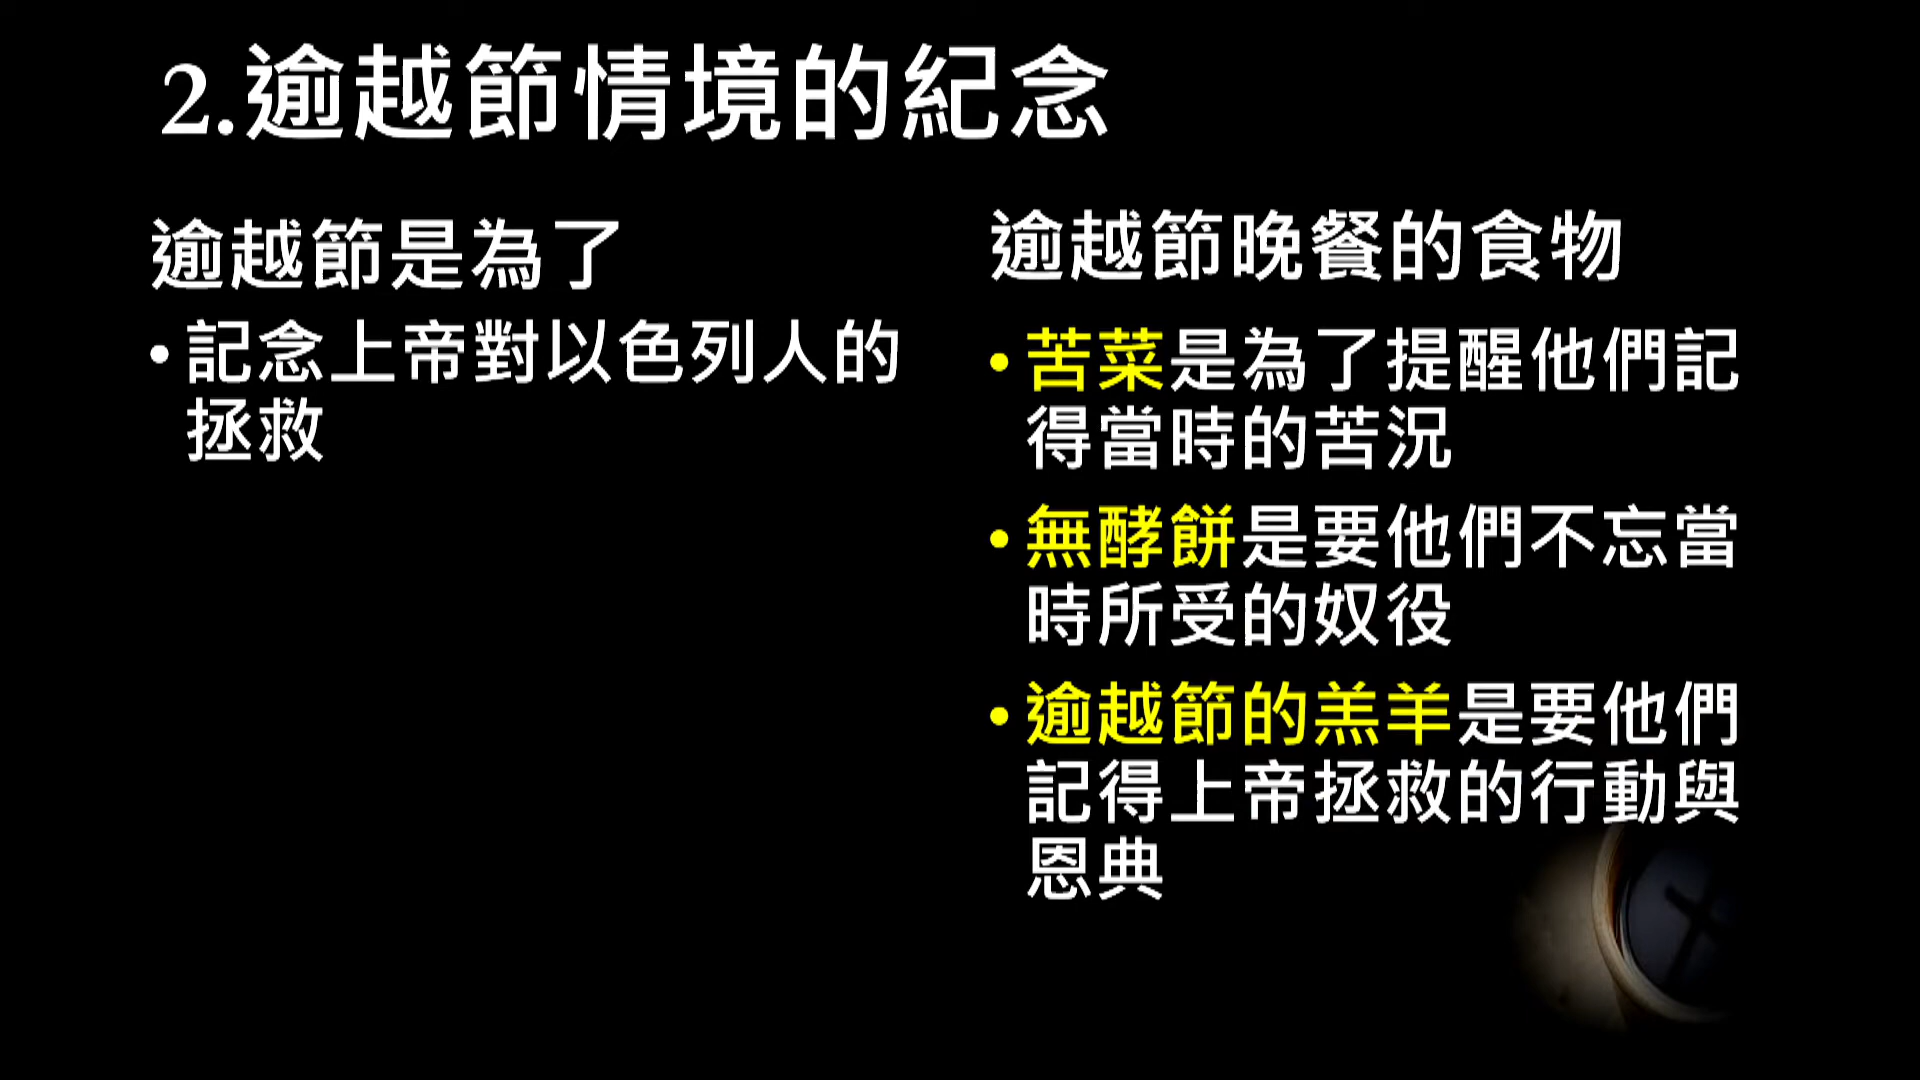 2.逾越節情境的紀念
逾越節是為了
•記念上帝對以色列人的
拯救
逾越節晚餐的食物
•苦菜是為了提醒他們記
得當時的苦況
•無酵餅是要他們不忘當
時所受的奴役
•逾越節的羔羊是要他們
記得上帝拯救的行動與
恩典